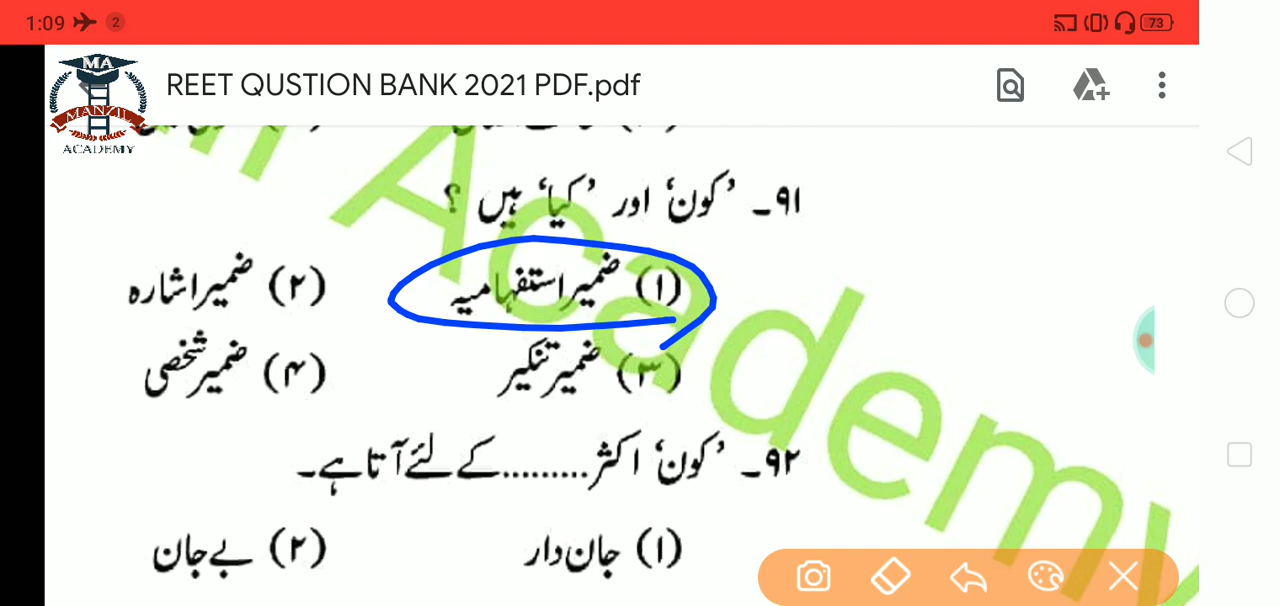 1:09 2 73
MA
MANZIL
ACADEMY
REET QUSTION BANK 2021 PDF.pdf
Academy
۹۱۔ ’کون‘ اور ’کیا‘ ہیں ؟
(۱) ضمیر استفہامیہ (۲) ضمیر اشارہ
(۳) ضمیر تنکیر (۴) ضمیر شخصی
۹۲۔ ’کون‘ اکثر.........کے لئے آتا ہے۔
(۱) جان دار (۲) بے جان